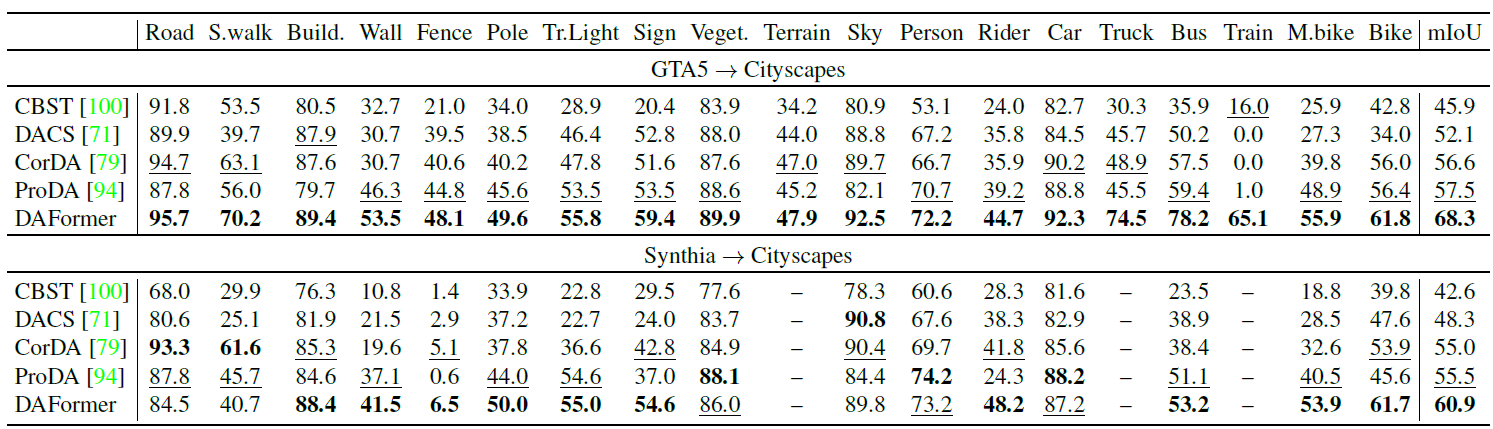 Road S.walk Build. Wall Fence Pole Tr.Light Sign Veget. Terrain Sky Person Rider Car Truck Bus Train M.bike Bike mIoU
GTA5 → Cityscapes
CBST [100] 91.8 53.5 80.5 32.7 21.0 34.0 28.9 20.4 83.9 34.2 80.9 53.1 24.0 82.7 30.3 35.9 16.0 25.9 42.8 45.9
DACS [71] 89.9 39.7 87.9 30.7 39.5 38.5 46.4 52.8 88.0 44.0 88.8 67.2 35.8 84.5 45.7 50.2 0.0 27.3 34.0 52.1
CorDA [79] 94.7 63.1 87.6 30.7 40.6 40.2 47.8 51.6 87.6 47.0 89.7 66.7 35.9 90.2 48.9 57.5 0.0 39.8 56.0 56.6
ProDA [94] 87.8 56.0 79.7 46.3 44.8 45.6 53.5 53.5 88.6 45.2 82.1 70.7 39.2 88.8 45.5 59.4 1.0 48.9 56.4 57.5
DAFormer 95.7 70.2 89.4 53.5 48.1 49.6 55.8 59.4 89.9 47.9 92.5 72.2 44.7 92.3 74.5 78.2 65.1 55.9 61.8 68.3
Synthia → Cityscapes
CBST [100] 68.0 29.9 76.3 10.8 1.4 33.9 22.8 29.5 77.6 – 78.3 60.6 28.3 81.6 – 23.5 – 18.8 39.8 42.6
DACS [71] 80.6 25.1 81.9 21.5 2.9 37.2 22.7 24.0 83.7 – 90.8 67.6 38.3 82.9 – 38.9 – 28.5 47.6 48.3
CorDA [79] 93.3 61.6 85.3 19.6 5.1 37.8 36.6 42.8 84.9 – 90.4 69.7 41.8 85.6 – 38.4 – 32.6 53.9 55.0
ProDA [94] 87.8 45.7 84.6 37.1 0.6 44.0 54.6 37.0 88.1 – 84.4 74.2 24.3 88.2 – 51.1 – 40.5 45.6 55.5
DAFormer 84.5 40.7 88.4 41.5 6.5 50.0 55.0 54.6 86.0 – 89.8 73.2 48.2 87.2 – 53.2 – 53.9 61.7 60.9